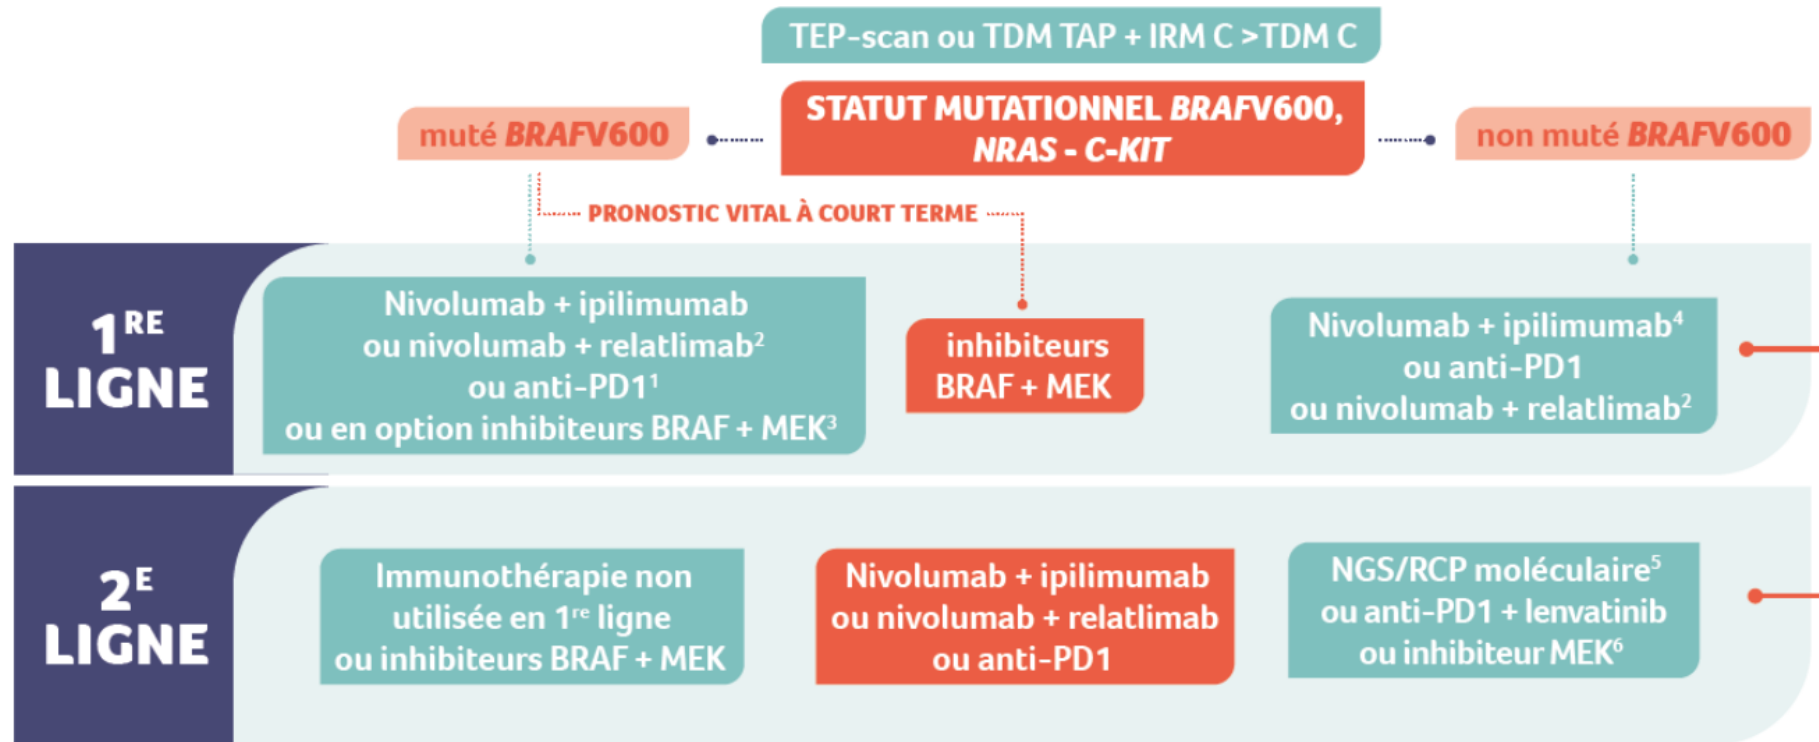 TEP-scan ou TDM TAP + IRM C >TDM C
STATUT MUTATIONNEL BRAFV600,
NRAS - C-KIT
muté BRAFV600
non muté BRAFV600
PRONOSTIC VITAL À COURT TERME
1RE
LIGNE
Nivolumab + ipilimumab
ou nivolumab + relatlimab²
ou anti-PD1¹
ou en option inhibiteurs BRAF + MEK³
inhibiteurs
BRAF + MEK
Nivolumab + ipilimumab⁴
ou anti-PD1
ou nivolumab + relatlimab²
2E
LIGNE
Immunothérapie non
utilisée en 1re ligne
ou inhibiteurs BRAF + MEK
Nivolumab + ipilimumab
ou nivolumab + relatlimab
ou anti-PD1
NGS/RCP moléculaire⁵
ou anti-PD1 + lenvatinib
ou inhibiteur MEK⁶